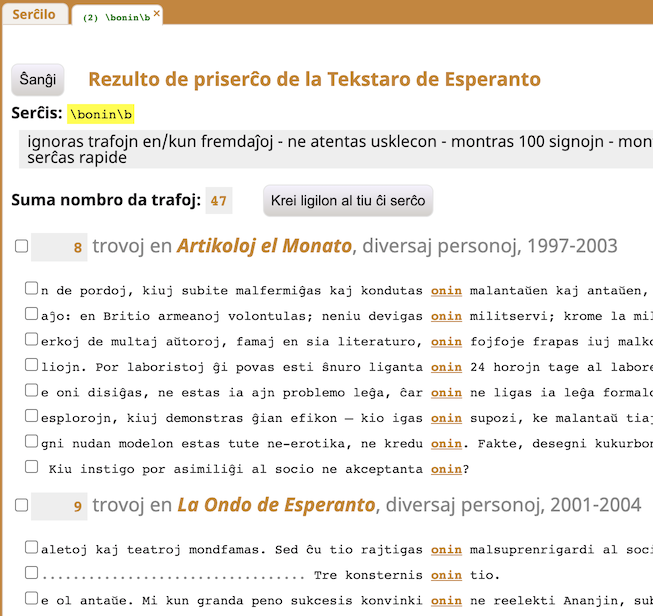 Serĉilo
(2) \bonin\b ×
Ŝanĝi Rezulto de priserĉo de la Tekstaro de Esperanto
Serĉis: \bonin\b
ignoras trafojn en/kun fremdaĵoj - ne atentas usklecon - montras 100 signojn - mon
serĉas rapide
Suma nombro da trafoj: 47 Krei ligilon al tiu ĉi serĉo
8 trovoj en Artikoloj el Monato, diversaj personoj, 1997-2003
n de pordoj, kiuj subite malfermiĝas kaj kondutas onin malantaŭen kaj antaŭen,
aĵo: en Britio armeanoj volontulas; neniu devigas onin militservi; krome la mil
erkoj de multaj aŭtoroj, famaj en sia literaturo, onin fojfoje frapas iuj malko
liojn. Por laboristoj ĝi povas esti ŝnuro liganta onin 24 horojn tage al labore
e oni disiĝas, ne estas ia ajn problemo leĝa, ĉar onin ne ligas ia leĝa formalo
esplorojn, kiuj demonstras ĝian efikon — kio igas onin supozi, ke malantaŭ tiaj
gni nudan modelon estas tute ne-erotika, ne kredu onin. Fakte, desegni kukurbon
Kiu instigo por asimiliĝi al socio ne akceptanta onin?
9 trovoj en La Ondo de Esperanto, diversaj personoj, 2001-2004
aletoj kaj teatroj mondfamas. Sed ĉu tio rajtigas onin malsuprenrigardi al soci
................................. Tre konsternis onin tio.
e ol antaŭe. Mi kun granda peno sukcesis konvinki onin ne reelekti Ananjin, sub